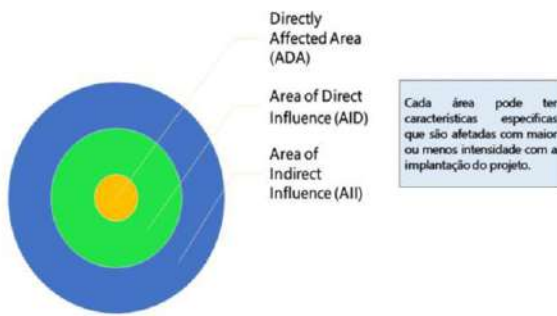 Directly
Affected Area
(ADA)
Area of Direct
Influence (AID)
Area of
Indirect
Influence (AII)
Cada área pode ter
características específicas
que são afetadas com maior
ou menos intensidade com a
implantação do projeto.